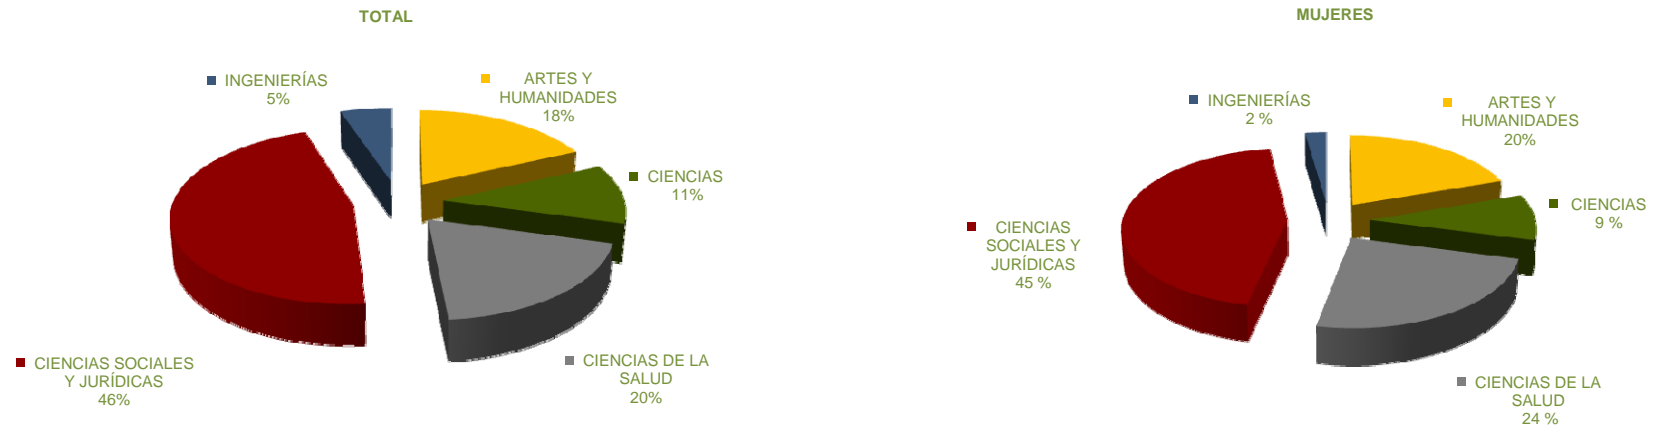 TOTAL
INGENIERÍAS
5%
ARTES Y
HUMANIDADES
18%
CIENCIAS
11%
CIENCIAS DE LA
SALUD
20%
CIENCIAS SOCIALES
Y JURÍDICAS
46%
MUJERES
INGENIERÍAS
2 %
ARTES Y
HUMANIDADES
20%
CIENCIAS
9 %
CIENCIAS DE LA
SALUD
24 %
CIENCIAS
SOCIALES Y
JURÍDICAS
45 %